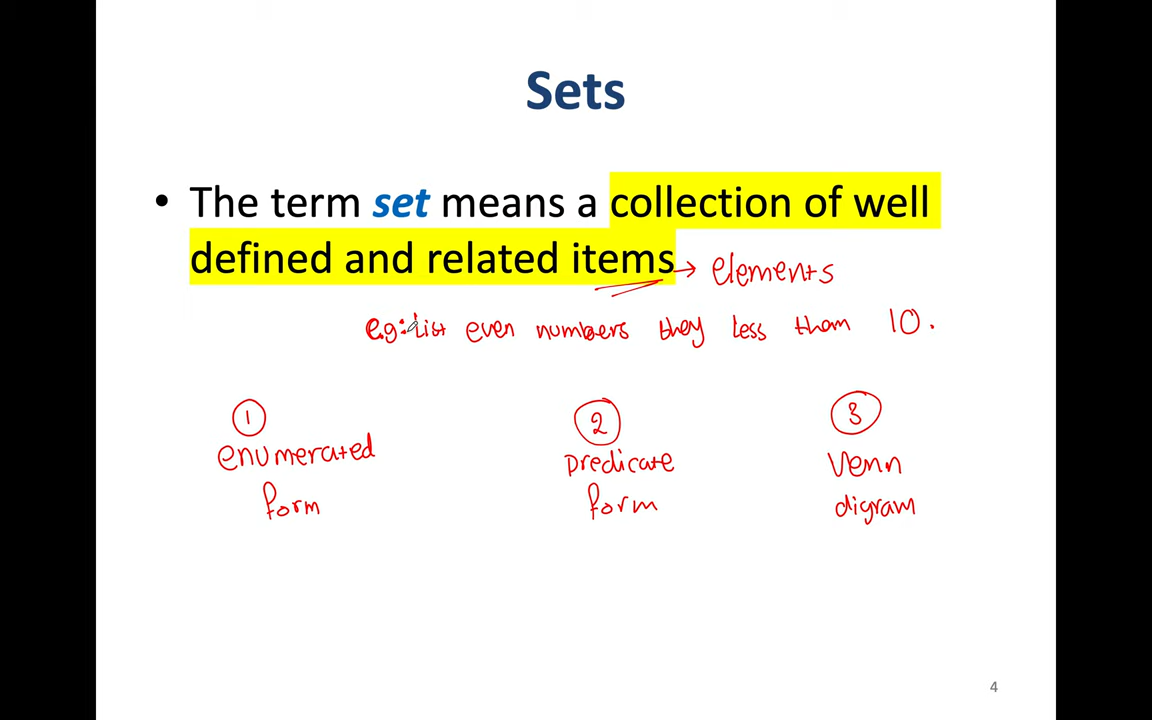 Sets
• The term set means a collection of well
defined and related items → elements
e.g: List even numbers they less than 10.
1 2 3
enumerated predicate Venn
form form digram
4